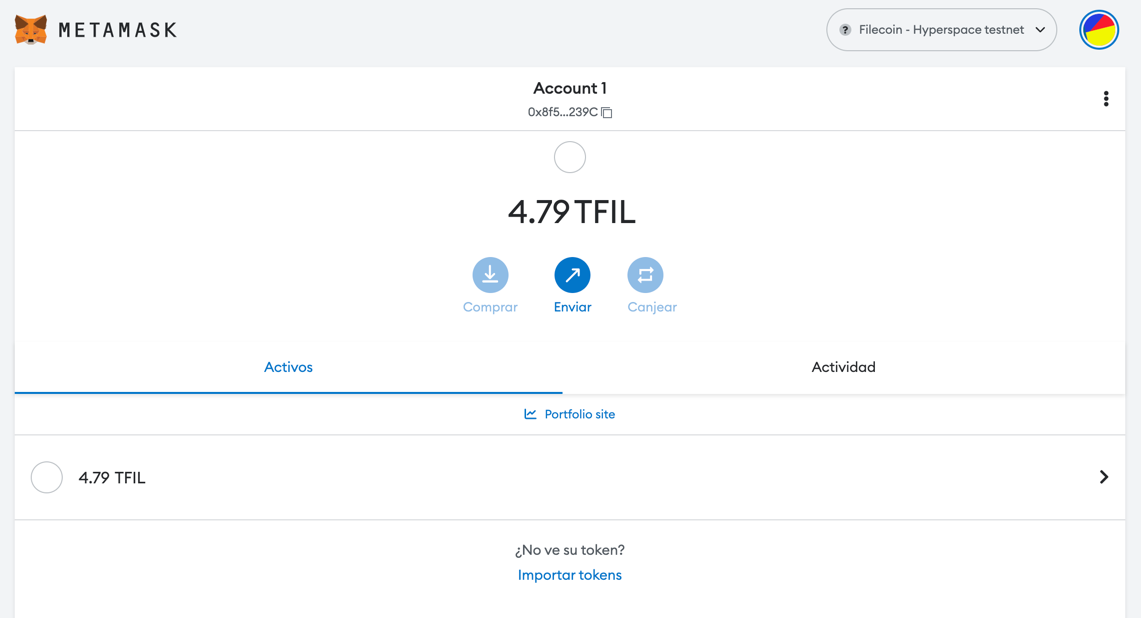 METAMASK
? Filecoin - Hyperspace testnet
Account 1
0x8f5...239C
4.79 TFIL
Comprar Enviar Canjear
Activos Actividad
Portfolio site
4.79 TFIL
¿No ve su token?
Importar tokens